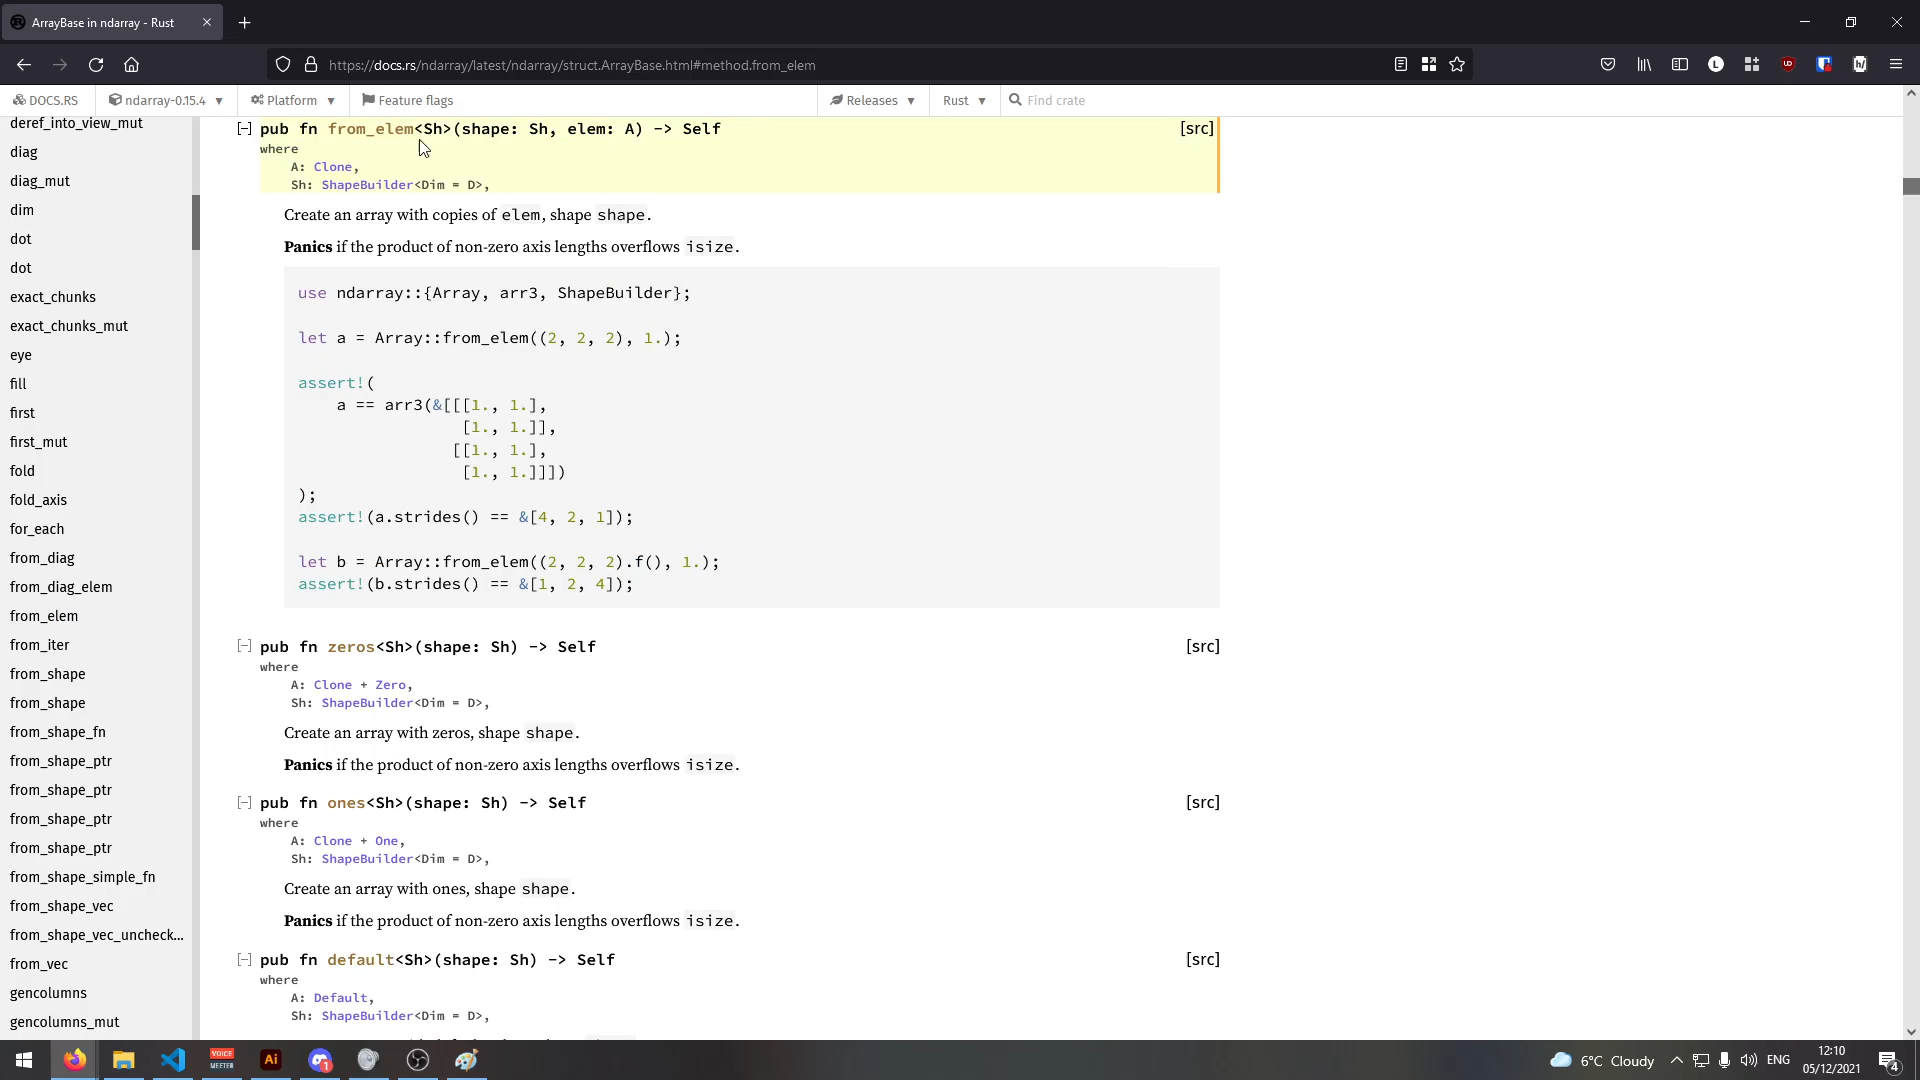 ArrayBase in ndarray - Rust
https://docs.rs/ndarray/latest/ndarray/struct.ArrayBase.html#method.from_elem
DOCS.RS ndarray-0.15.4 Platform Feature flags Releases Rust Find crate
deref_into_view_mut
diag
diag_mut
dim
dot
dot
exact_chunks
exact_chunks_mut
eye
fill
first
first_mut
fold
fold_axis
for_each
from_diag
from_diag_elem
from_elem
from_iter
from_shape
from_shape
from_shape_fn
from_shape_ptr
from_shape_ptr
from_shape_ptr
from_shape_ptr
from_shape_simple_fn
from_shape_vec
from_shape_vec_uncheck...
from_vec
gencolumns
gencolumns_mut
[-] pub fn from_elem<Sh>(shape: Sh, elem: A) -> Self [src]
where
A: Clone,
Sh: ShapeBuilder<Dim = D>,
Create an array with copies of elem, shape shape.
Panics if the product of non-zero axis lengths overflows isize.
use ndarray::{Array, arr3, ShapeBuilder};
let a = Array::from_elem((2, 2, 2), 1.);
assert!(
a == arr3(&[[[1., 1.],
[1., 1.]],
[[1., 1.],
[1., 1.]]])
);
assert!(a.strides() == &[4, 2, 1]);
let b = Array::from_elem((2, 2, 2).f(), 1.);
assert!(b.strides() == &[1, 2, 4]);
[-] pub fn zeros<Sh>(shape: Sh) -> Self [src]
where
A: Clone + Zero,
Sh: ShapeBuilder<Dim = D>,
Create an array with zeros, shape shape.
Panics if the product of non-zero axis lengths overflows isize.
[-] pub fn ones<Sh>(shape: Sh) -> Self [src]
where
A: Clone + One,
Sh: ShapeBuilder<Dim = D>,
Create an array with ones, shape shape.
Panics if the product of non-zero axis lengths overflows isize.
[-] pub fn default<Sh>(shape: Sh) -> Self [src]
where
A: Default,
Sh: ShapeBuilder<Dim = D>,
VOICE
MEETER
Ai
1
6°C Cloudy
ENG
12:10
05/12/2021
4